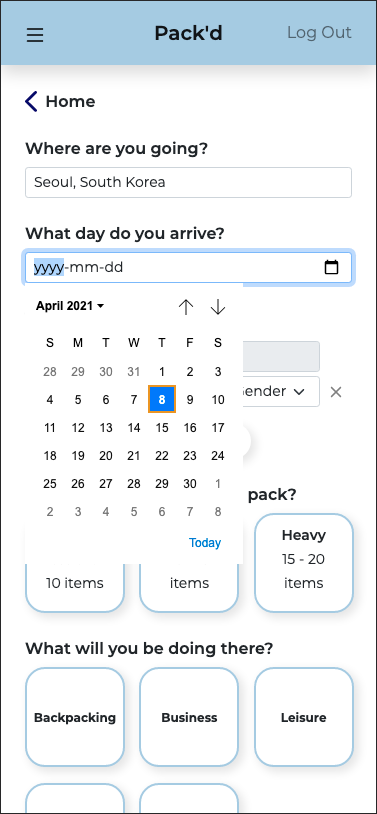 Pack'd
Log Out
Home
Where are you going?
Seoul, South Korea
What day do you arrive?
yyyy-mm-dd
April 2021
S M T W T F S
28 29 30 31 1 2 3
4 5 6 7 8 9 10
11 12 13 14 15 16 17
18 19 20 21 22 23 24
25 26 27 28 29 30 1
2 3 4 5 6 7 8
Today
Gender
pack?
10 items
items
Heavy
15 - 20
items
What will you be doing there?
Backpacking
Business
Leisure